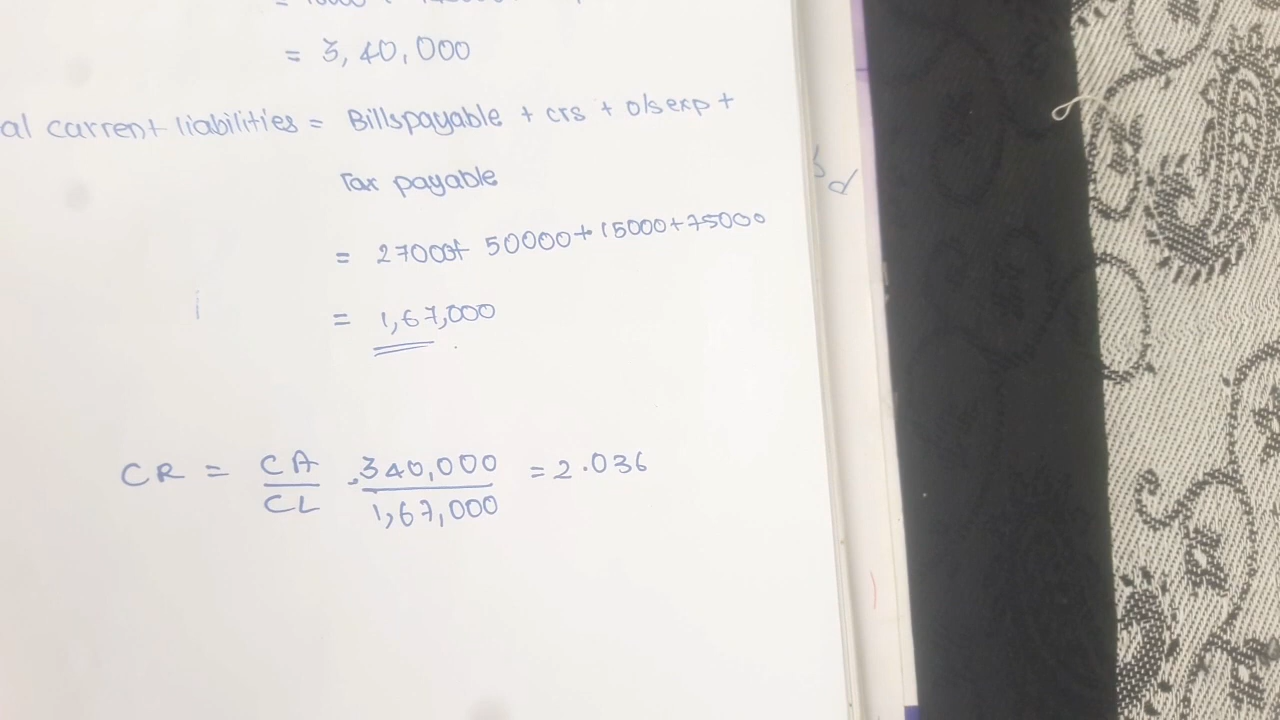 = 3,40,000
al current liabilities = Billspayable + crs + o/s exp +
Tax payable
= 27000+ 50000+15000+75000
= 1,67,000
CR = CA / CL 340,000 / 1,67,000 = 2.036